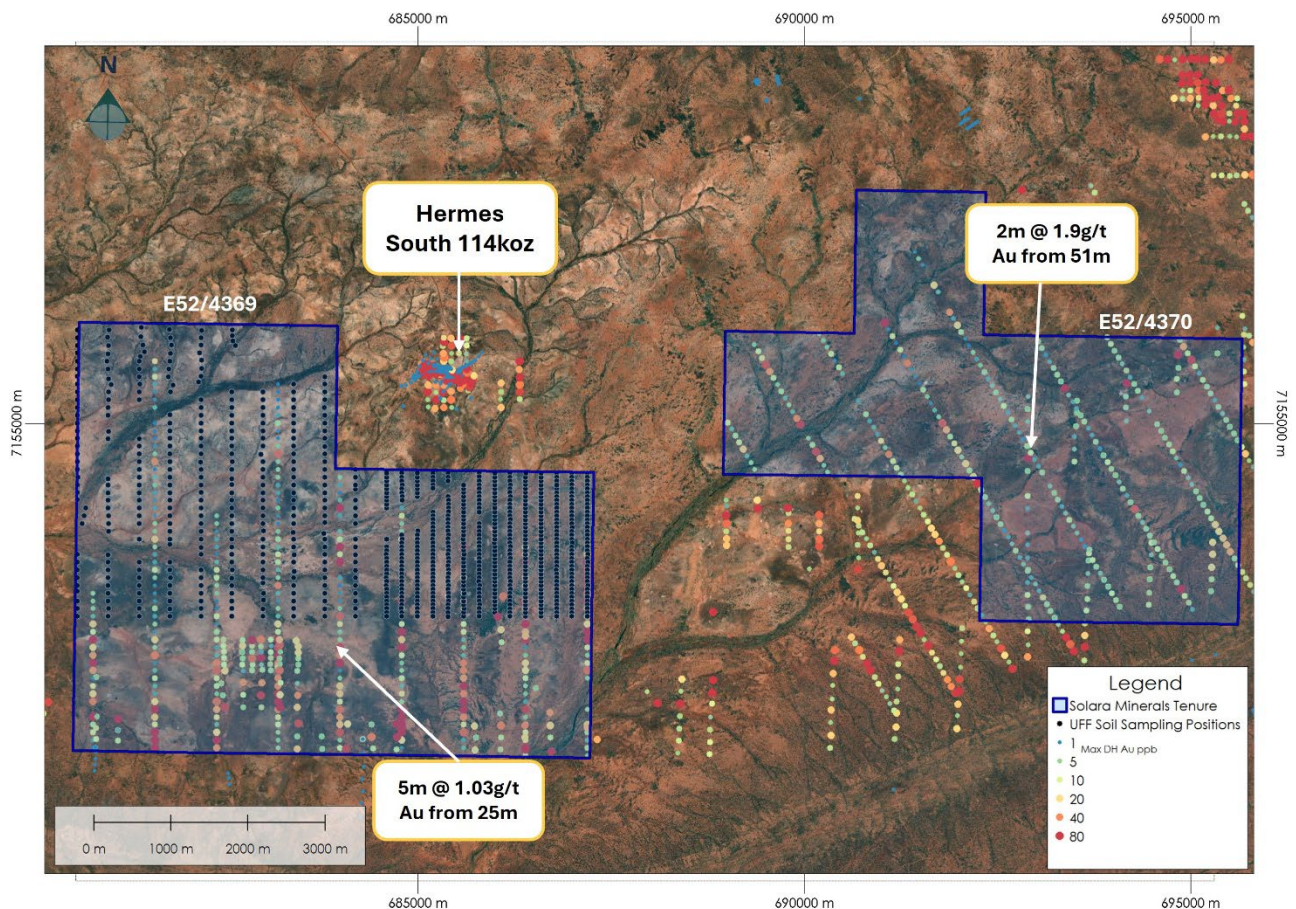 685000 m
690000 m
695000 m
N
Hermes
South 114koz
2m @ 1.9g/t
Au from 51m
E52/4369
E52/4370
7155000 m
7155000 m
5m @ 1.03g/t
Au from 25m
Legend
Solara Minerals Tenure
UFF Soil Sampling Positions
1 Max DH Au ppb
5
10
20
40
80
0 m 1000 m 2000 m 3000 m
685000 m
690000 m
695000 m